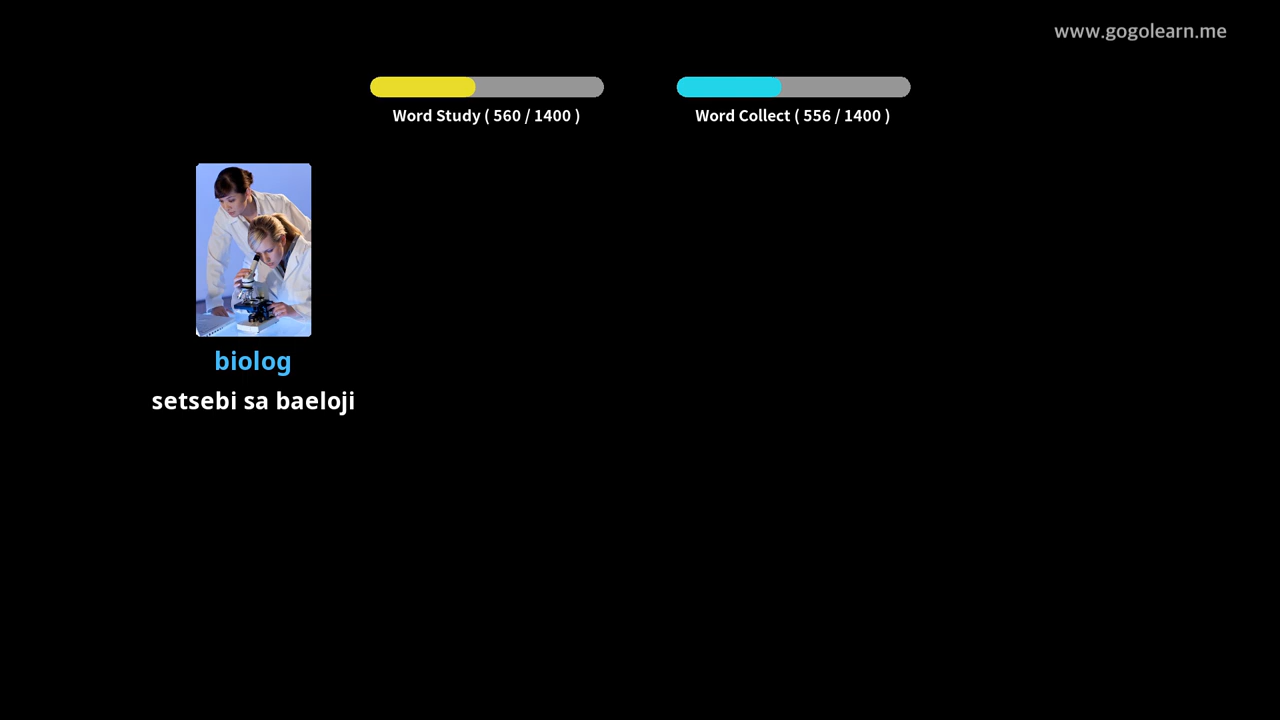 www.gogolearn.me
Word Study ( 560 / 1400 )
Word Collect ( 556 / 1400 )
biolog
setsebi sa baeloji